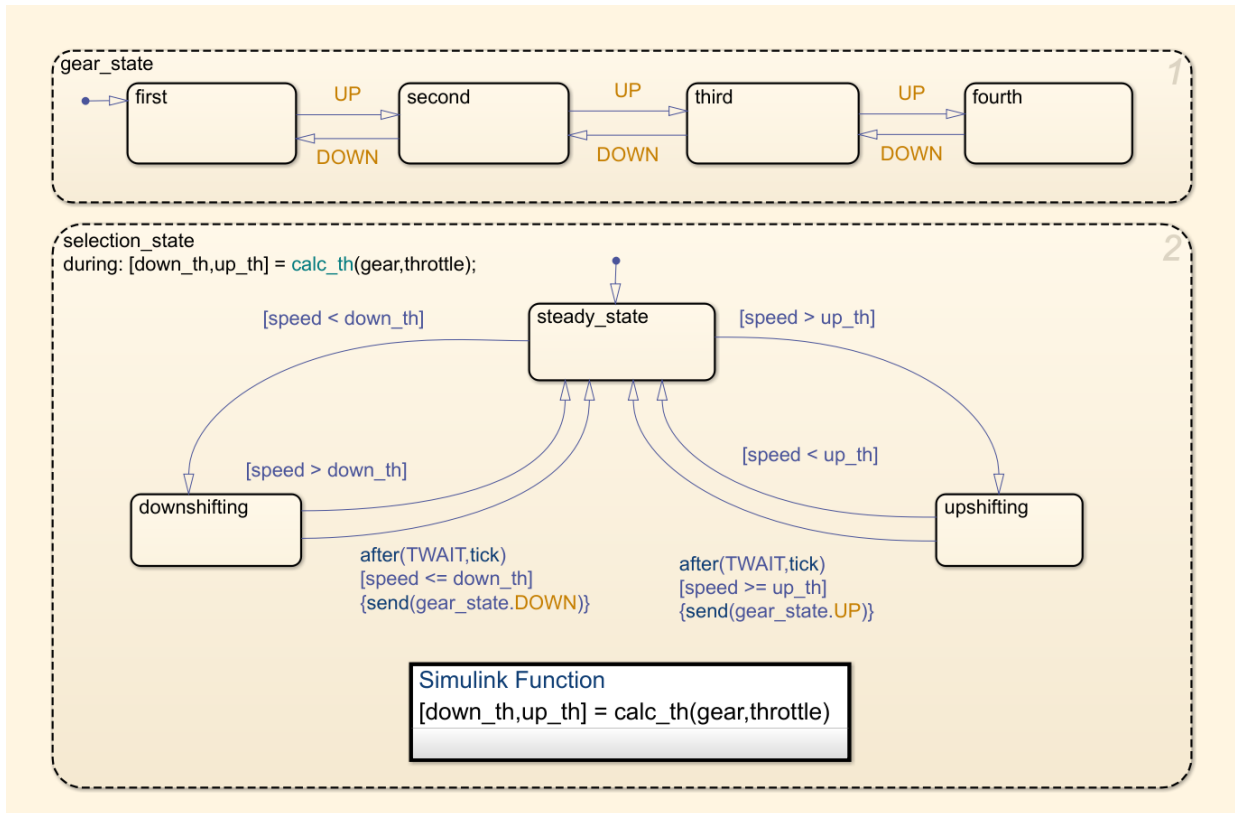 gear_state
1
first
UP
second
UP
third
UP
fourth
DOWN
DOWN
DOWN
selection_state
2
during: [down_th,up_th] = calc_th(gear,throttle);
[speed < down_th]
steady_state
[speed > up_th]
[speed > down_th]
[speed < up_th]
downshifting
upshifting
after(TWAIT,tick)
[speed <= down_th]
{send(gear_state.DOWN)}
after(TWAIT,tick)
[speed >= up_th]
{send(gear_state.UP)}
Simulink Function
[down_th,up_th] = calc_th(gear,throttle)